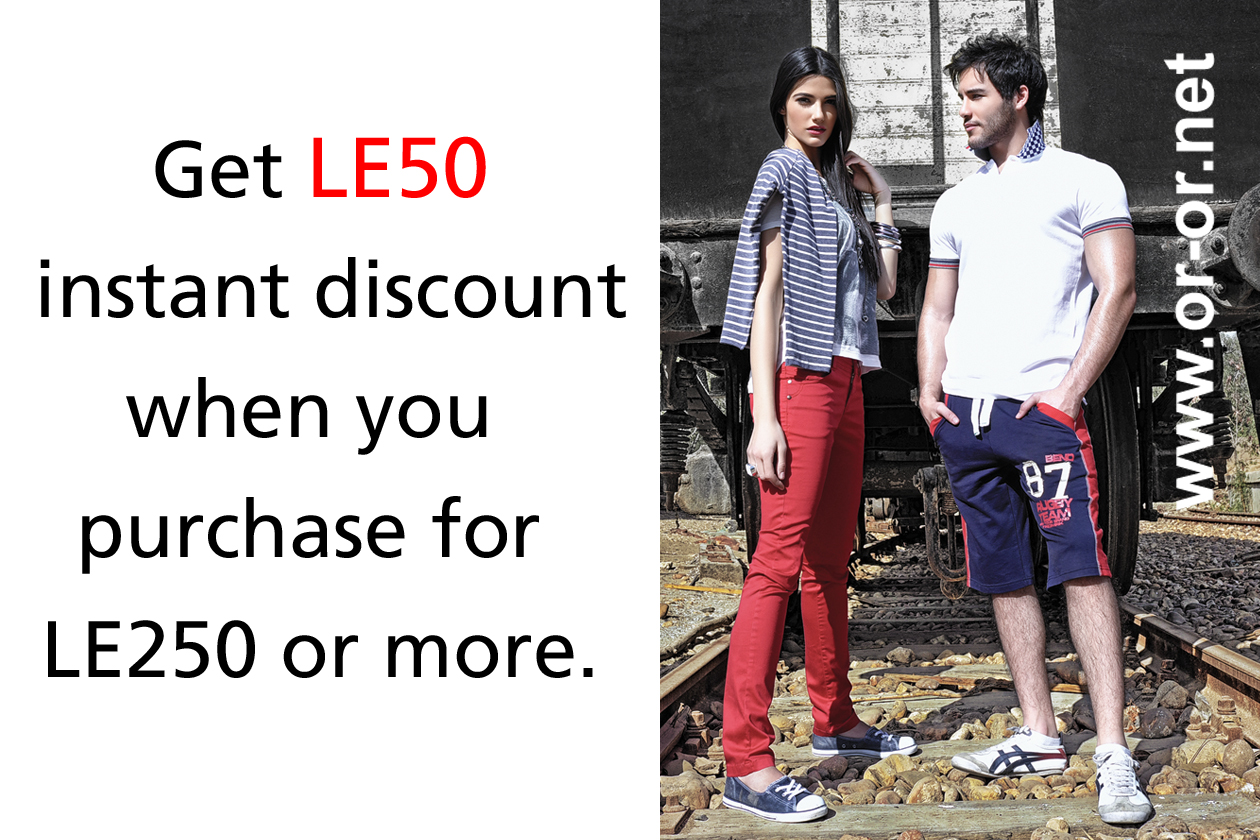 Get LE50
instant discount
when you
purchase for
LE250 or more.
www.or-or.net
BEND
87
RUGBY
TEAM